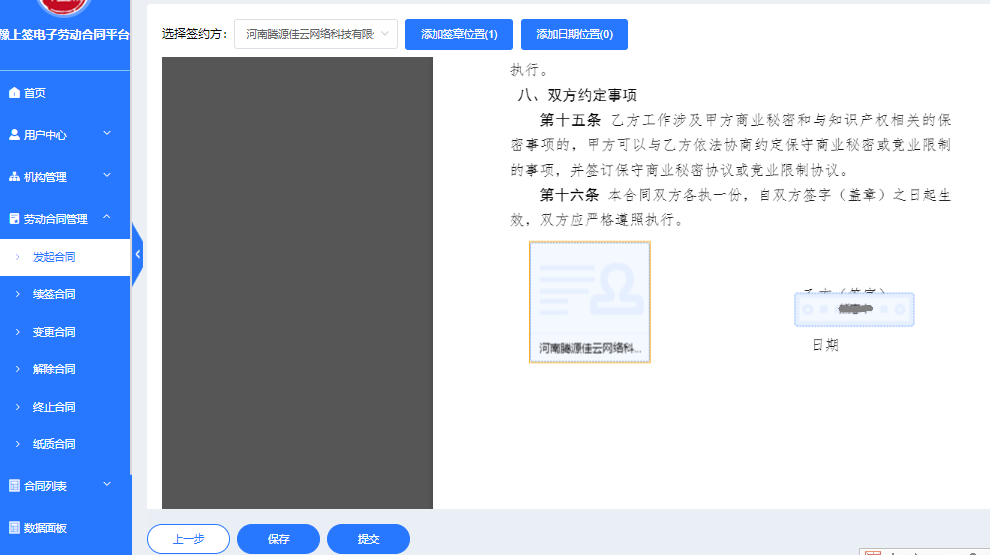 豫上签电子劳动合同平台
首页
用户中心
机构管理
劳动合同管理
发起合同
续签合同
变更合同
解除合同
终止合同
纸质合同
合同列表
数据面板
选择签约方： 河南腾源佳云网络科技有限 添加签章位置(1) 添加日期位置(0)
执行。
八、双方约定事项
第十五条 乙方工作涉及甲方商业秘密和与知识产权相关的保
密事项的，甲方可以与乙方依法协商约定保守商业秘密或竞业限制
的事项，并签订保守商业秘密协议或竞业限制协议。
第十六条 本合同双方各执一份，自双方签字（盖章）之日起生
效，双方应严格遵照执行。
河南腾源佳云网络科...
乙方（签字）
日期
上一步 保存 提交